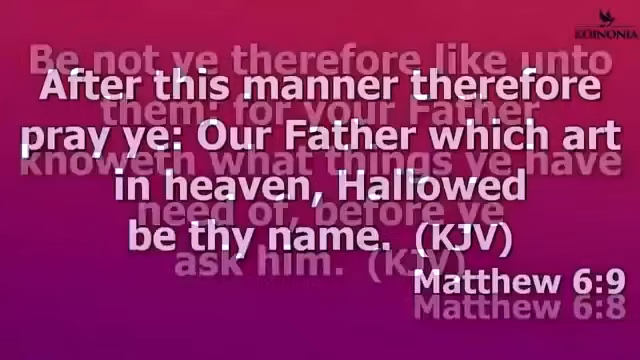 KOINONIA
Be not ye therefore like unto
them: for your Father
knoweth what things ye have
need of, before ye
ask him. (KJV)
Matthew 6:8
After this manner therefore
pray ye: Our Father which art
in heaven, Hallowed
be thy name. (KJV)
Matthew 6:9